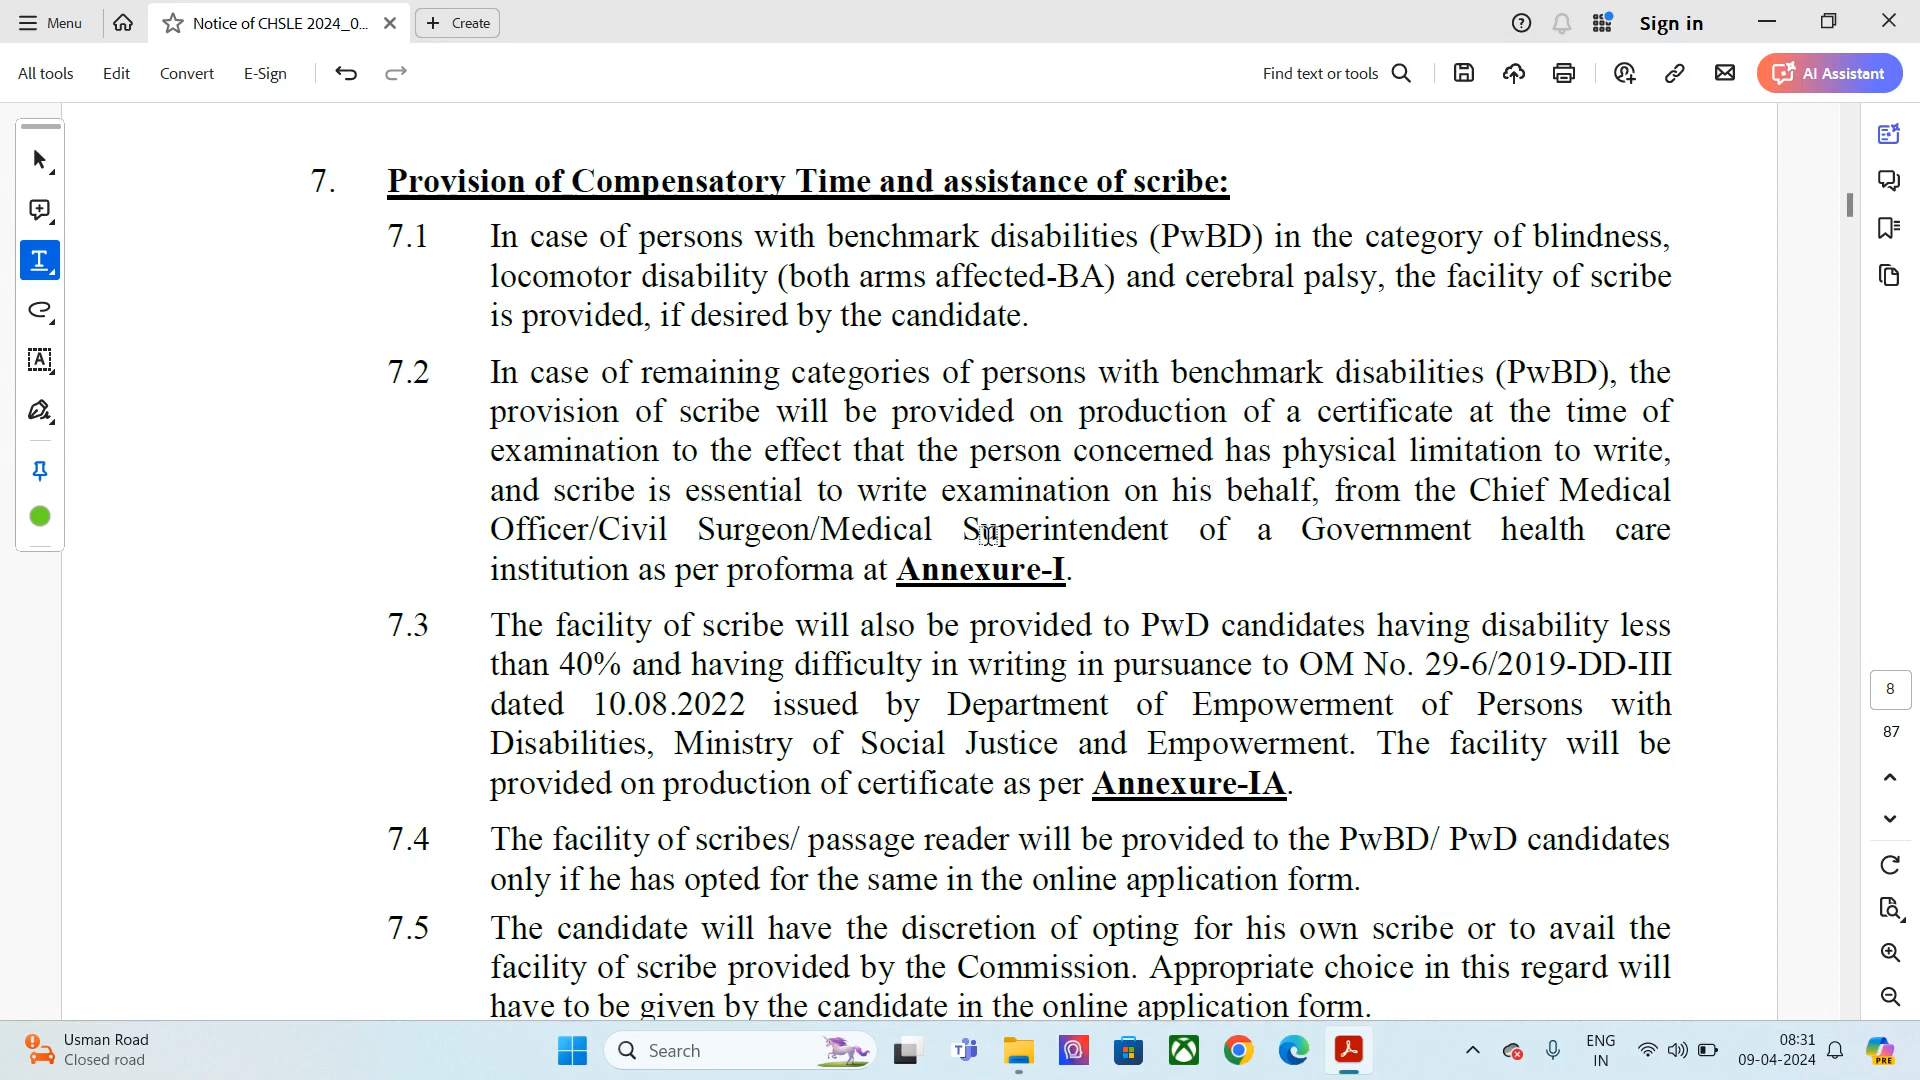 Menu
Notice of CHSLE 2024_0...
Create
Sign in
All tools
Edit
Convert
E-Sign
Find text or tools
AI Assistant
7. Provision of Compensatory Time and assistance of scribe:
7.1 In case of persons with benchmark disabilities (PwBD) in the category of blindness,
locomotor disability (both arms affected-BA) and cerebral palsy, the facility of scribe
is provided, if desired by the candidate.
7.2 In case of remaining categories of persons with benchmark disabilities (PwBD), the
provision of scribe will be provided on production of a certificate at the time of
examination to the effect that the person concerned has physical limitation to write,
and scribe is essential to write examination on his behalf, from the Chief Medical
Officer/Civil Surgeon/Medical Superintendent of a Government health care
institution as per proforma at Annexure-I.
7.3 The facility of scribe will also be provided to PwD candidates having disability less
than 40% and having difficulty in writing in pursuance to OM No. 29-6/2019-DD-III
dated 10.08.2022 issued by Department of Empowerment of Persons with
Disabilities, Ministry of Social Justice and Empowerment. The facility will be
provided on production of certificate as per Annexure-IA.
7.4 The facility of scribes/ passage reader will be provided to the PwBD/ PwD candidates
only if he has opted for the same in the online application form.
7.5 The candidate will have the discretion of opting for his own scribe or to avail the
facility of scribe provided by the Commission. Appropriate choice in this regard will
have to be given by the candidate in the online application form.
8
87
Usman Road
Closed road
Search
ENG
IN
08:31
09-04-2024
PRE